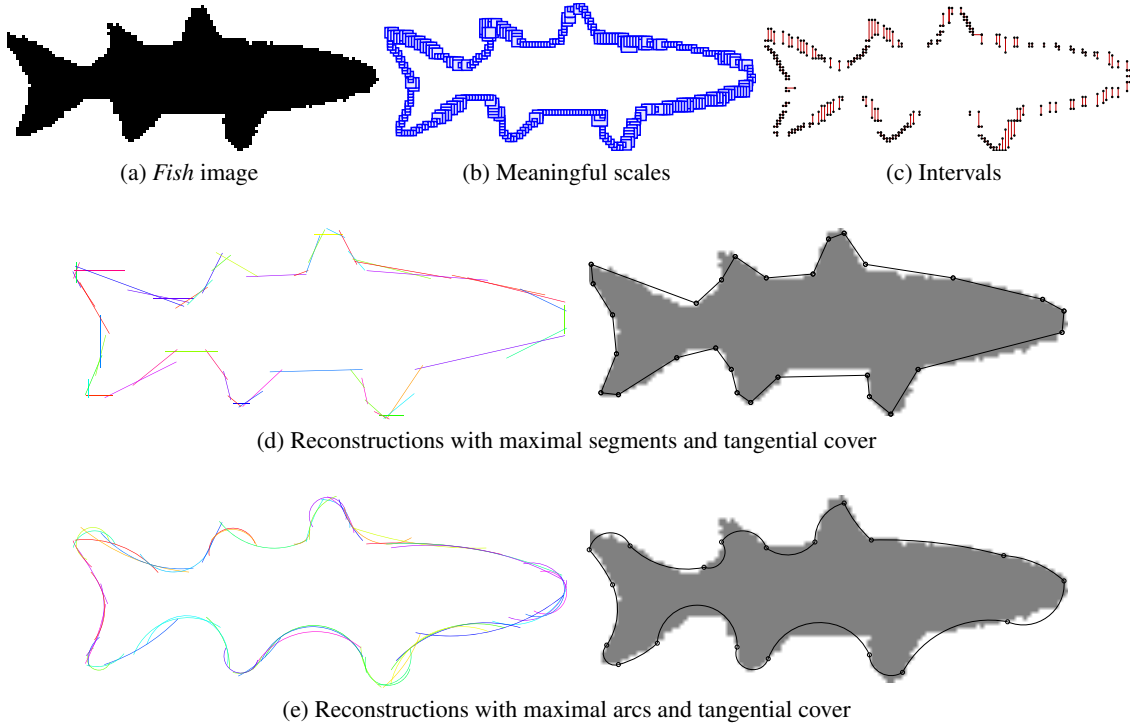 (a) Fish image
(b) Meaningful scales
(c) Intervals
(d) Reconstructions with maximal segments and tangential cover
(e) Reconstructions with maximal arcs and tangential cover